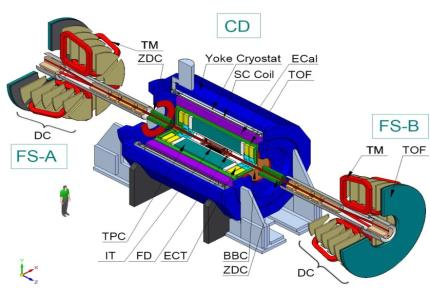 CD
TM
ZDC
Yoke Cryostat
ECal
SC Coil
TOF
DC
FS-A
FS-B
TM
TOF
TPC
IT
FD
ECT
BBC
ZDC
DC
Y
X
Z